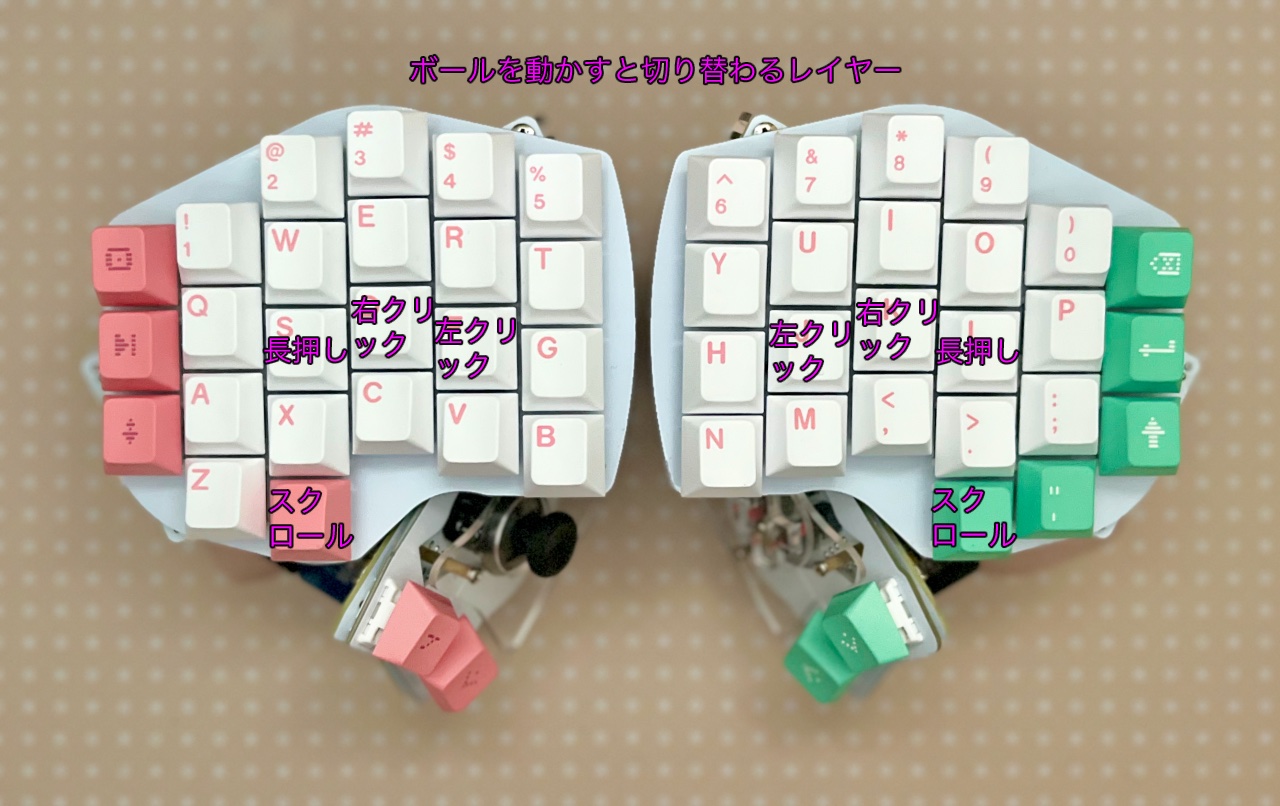 ボールを動かすと切り替わるレイヤー
@ 2
# 3
$ 4
% 5
^ 6
& 7
* 8
( 9
! 1
) 0
W
E
R
T
Y
U
I
O
Q
P
S
長押し
右クリ
ック
左クリ
ック
G
H
左クリ
ック
右クリ
ック
長押し
L
A
X
C
V
B
N
M
< ,
> .
: ;
Z
スク
ロール
スク
ロール
= -